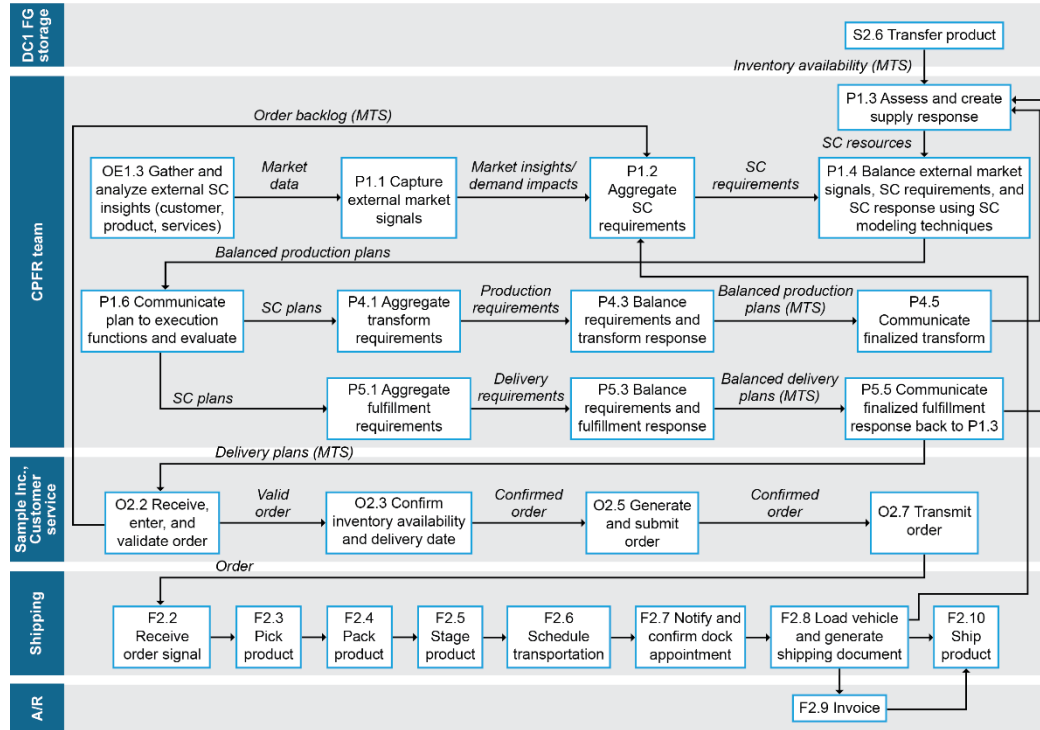 DC1 FG
storage
S2.6 Transfer product
Inventory availability (MTS)
CPFR team
P1.3 Assess and create
supply response
Order backlog (MTS)
SC resources
OE1.3 Gather and
analyze external SC
insights (customer,
product, services)
Market
data
P1.1 Capture
external market
signals
Market insights/
demand impacts
P1.2
Aggregate
SC
requirements
SC
requirements
P1.4 Balance external market
signals, SC requirements, and
SC response using SC
modeling techniques
Balanced production plans
P1.6 Communicate
plan to execution
functions and evaluate
SC plans
P4.1 Aggregate
transform
requirements
Production
requirements
P4.3 Balance
requirements and
transform response
Balanced production
plans (MTS)
P4.5
Communicate
finalized transform
SC plans
P5.1 Aggregate
fulfillment
requirements
Delivery
requirements
P5.3 Balance
requirements and
fulfillment response
Balanced delivery
plans (MTS)
P5.5 Communicate
finalized fulfillment
response back to P1.3
Delivery plans (MTS)
Sample Inc.,
Customer
service
O2.2 Receive,
enter, and
validate order
Valid
order
O2.3 Confirm
inventory availability
and delivery date
Confirmed
order
O2.5 Generate
and submit
order
Confirmed
order
O2.7 Transmit
order
Order
Shipping
F2.2
Receive
order signal
F2.3
Pick
product
F2.4
Pack
product
F2.5
Stage
product
F2.6
Schedule
transportation
F2.7 Notify and
confirm dock
appointment
F2.8 Load vehicle
and generate
shipping document
F2.10
Ship
product
A/R
F2.9 Invoice